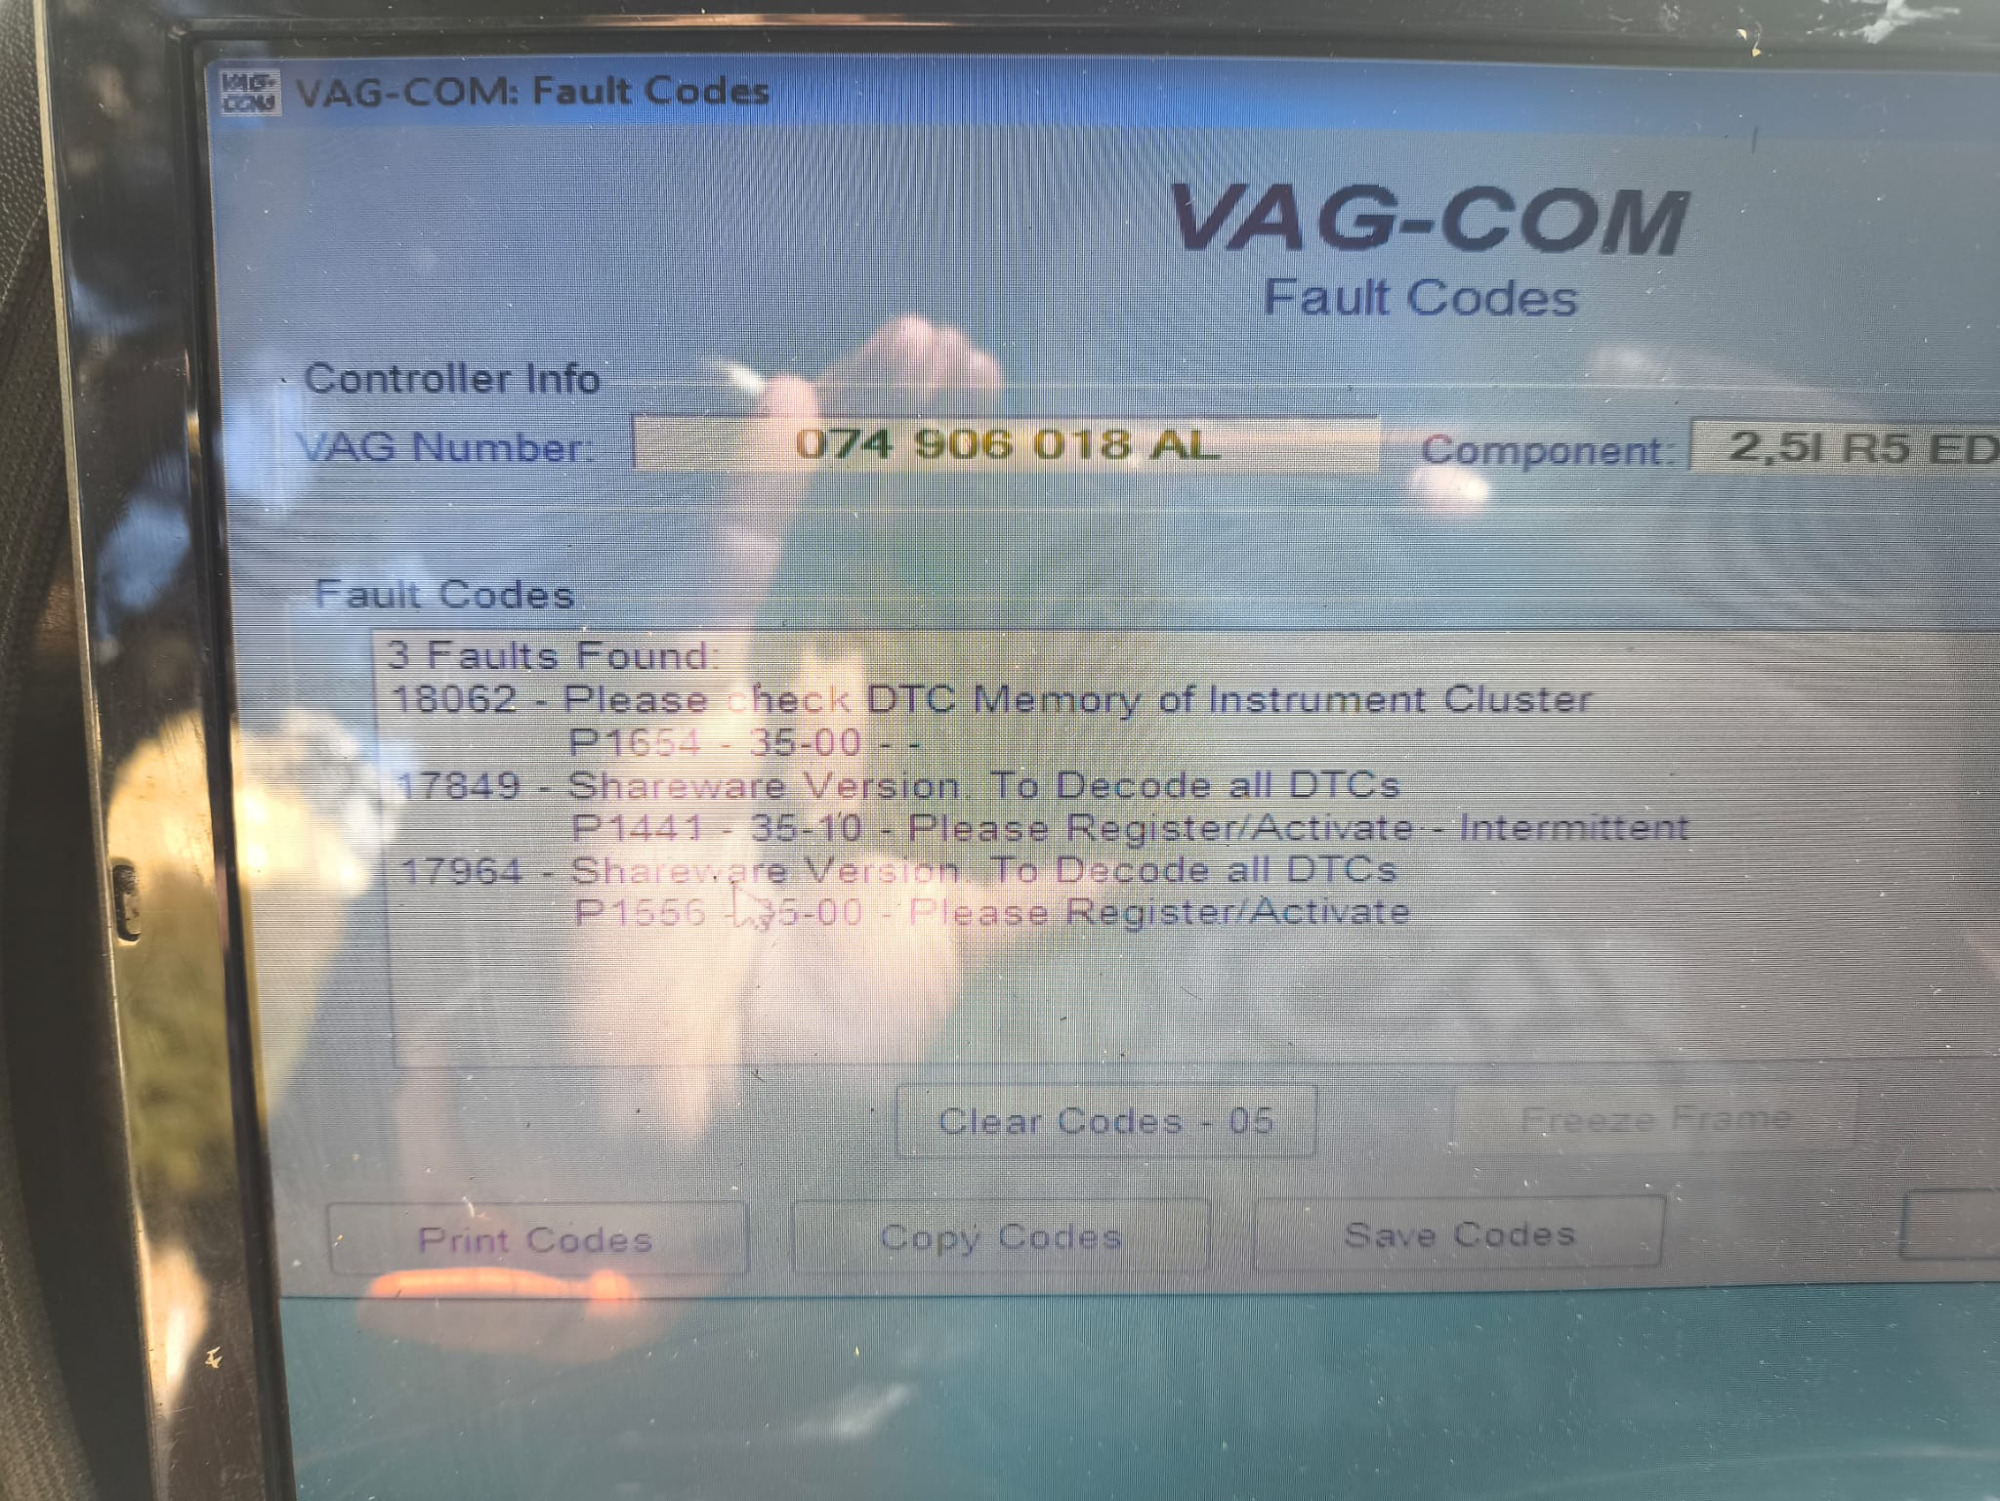 VAG-COM: Fault Codes
VAG-COM
Fault Codes
Controller Info
VAG Number: 074 906 018 AL Component: 2,5l R5 ED
Fault Codes
3 Faults Found:
18062 - Please check DTC Memory of Instrument Cluster
P1654 - 35-00 - -
17849 - Shareware Version. To Decode all DTCs
P1441 - 35-10 - Please Register/Activate - Intermittent
17964 - Shareware Version. To Decode all DTCs
P1556 - 35-00 - Please Register/Activate
Clear Codes - 05 Freeze Frame
Print Codes Copy Codes Save Codes